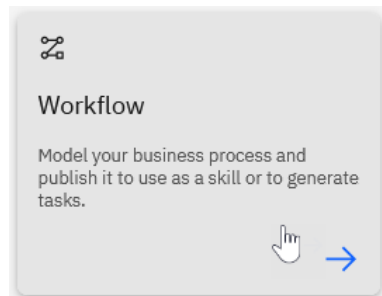 Workflow
Model your business process and
publish it to use as a skill or to generate
tasks.